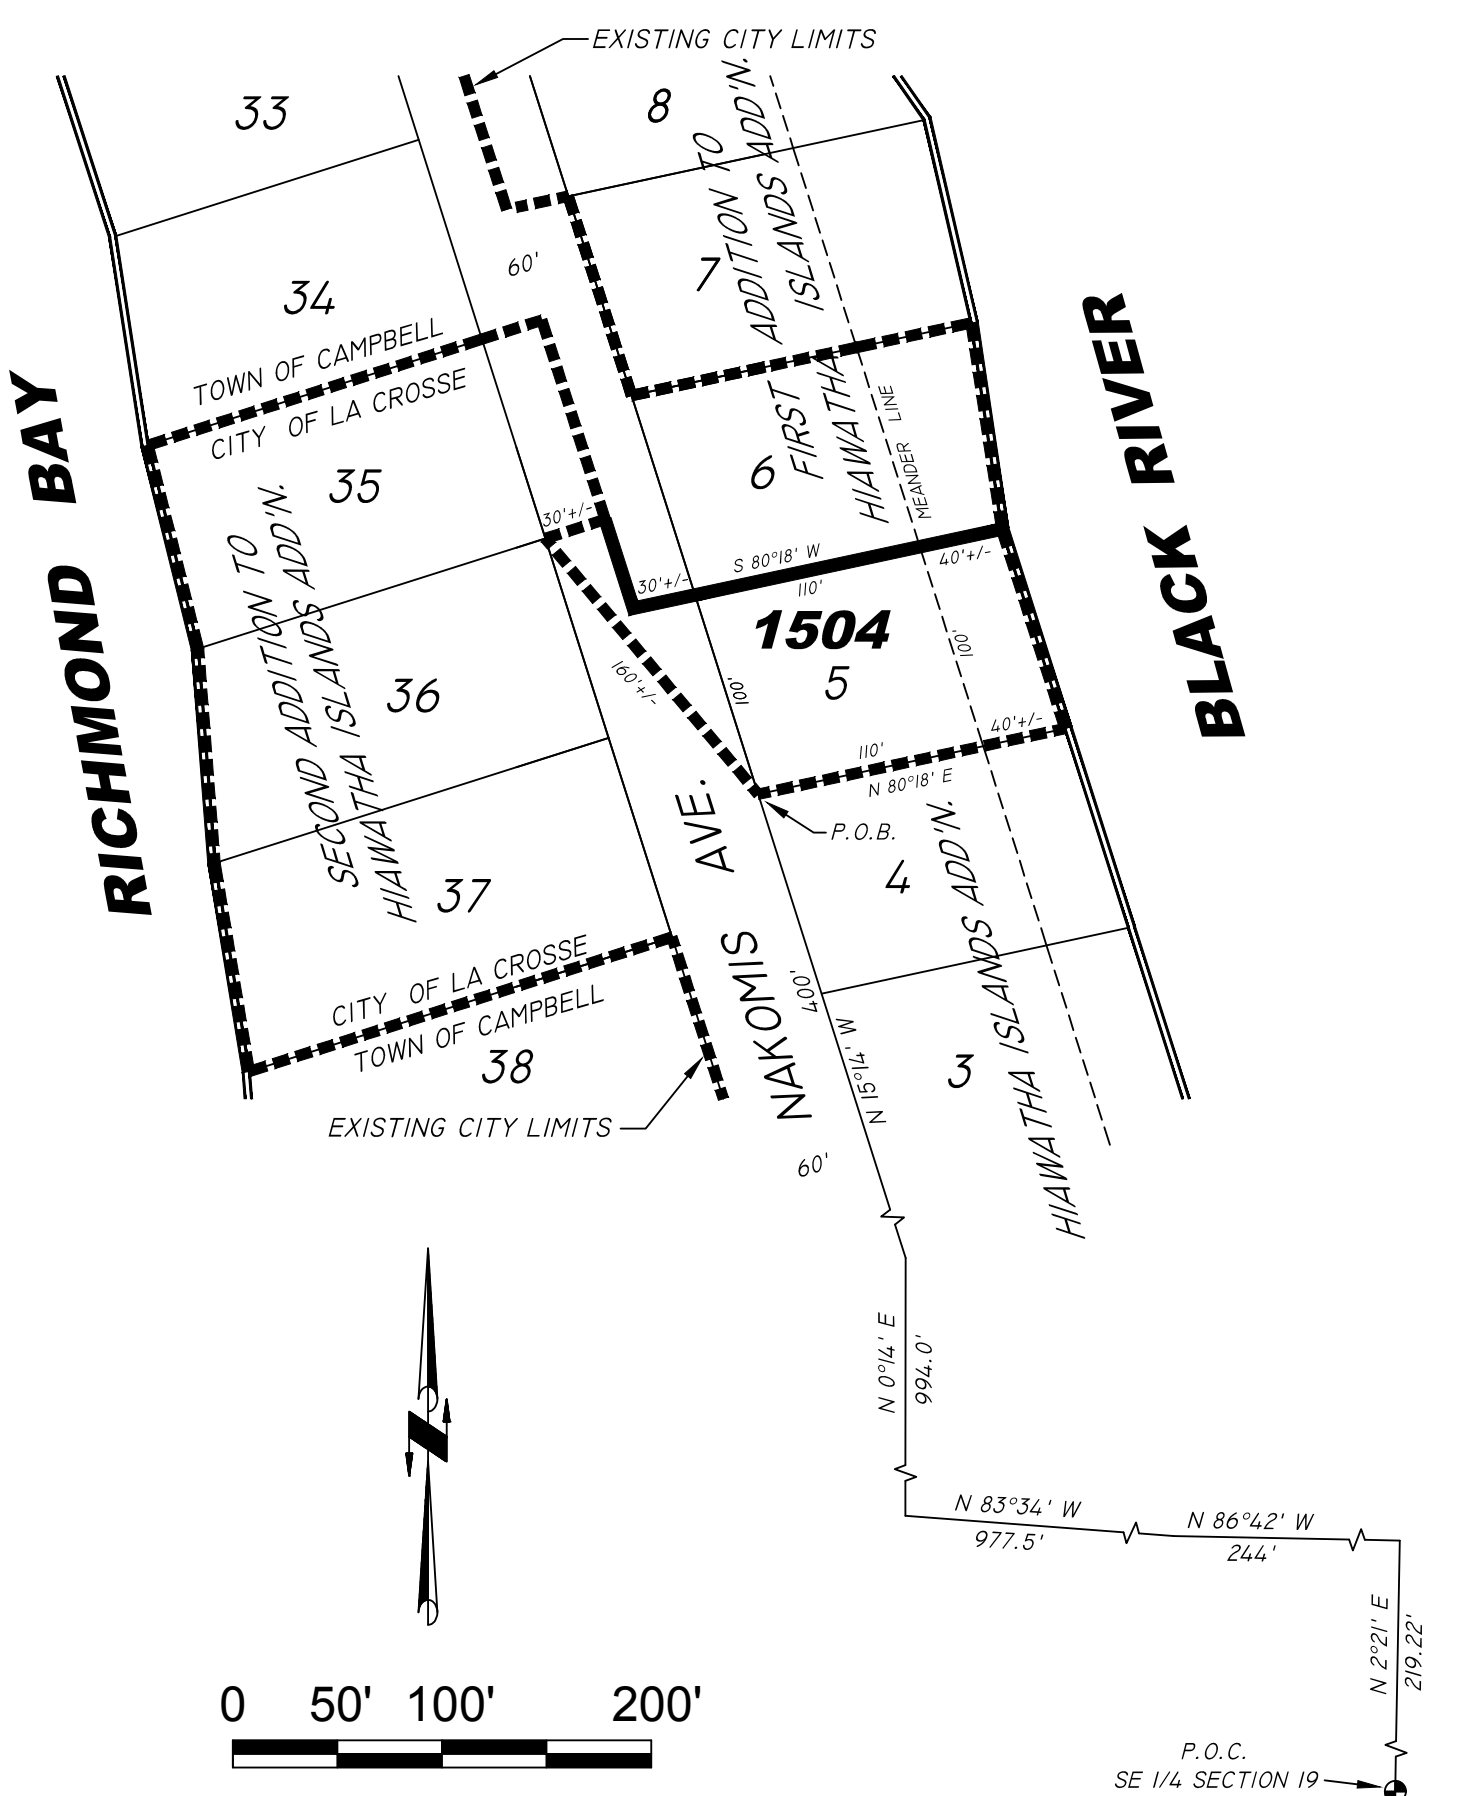 EXISTING CITY LIMITS
33
8
7
34
60'
TOWN OF CAMPBELL
CITY OF LA CROSSE
35
6
FIRST ADDITION TO
HIAWATHA ISLANDS ADD'N.
MEANDER LINE
RICHMOND BAY
BLACK RIVER
30'+/-
S 80°18' W
30'+/-
110'
40'+/-
1504
5
100'
100'
160'+/-
36
SECOND ADDITION TO
HIAWATHA ISLANDS ADD'N.
110'
40'+/-
N 80°18' E
P.O.B.
4
37
NAKOMIS AVE.
CITY OF LA CROSSE
TOWN OF CAMPBELL
38
400'
N 15°14' W
3
HIAWATHA ISLANDS ADD'N.
EXISTING CITY LIMITS
60'
N 0°14' E
994.0'
N 83°34' W
977.5'
N 86°42' W
244'
N 2°21' E
219.22'
0 50' 100' 200'
P.O.C.
SE 1/4 SECTION 19